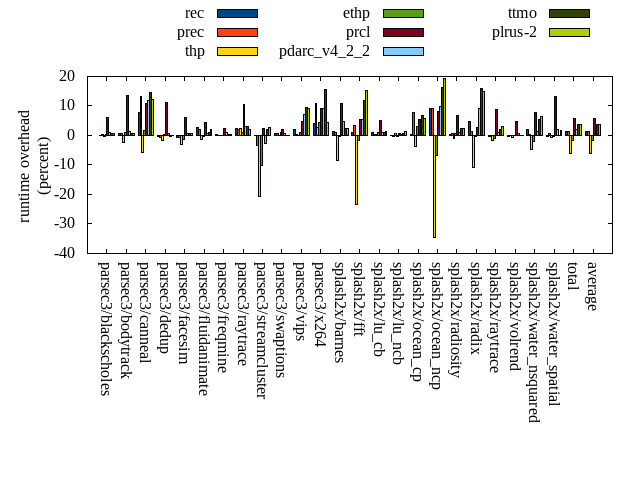 rec ethp ttmo
prec prcl plrus-2
thp pdarc_v4_2_2
runtime overhead
(percent)
20
10
0
-10
-20
-30
-40
parsec3/blackscholes
parsec3/bodytrack
parsec3/canneal
parsec3/dedup
parsec3/facesim
parsec3/fluidanimate
parsec3/freqmine
parsec3/raytrace
parsec3/streamcluster
parsec3/swaptions
parsec3/vips
parsec3/x264
splash2x/barnes
splash2x/fft
splash2x/lu_cb
splash2x/lu_ncb
splash2x/ocean_cp
splash2x/ocean_ncp
splash2x/radiosity
splash2x/radix
splash2x/raytrace
splash2x/volrend
splash2x/water_nsquared
splash2x/water_spatial
total
average